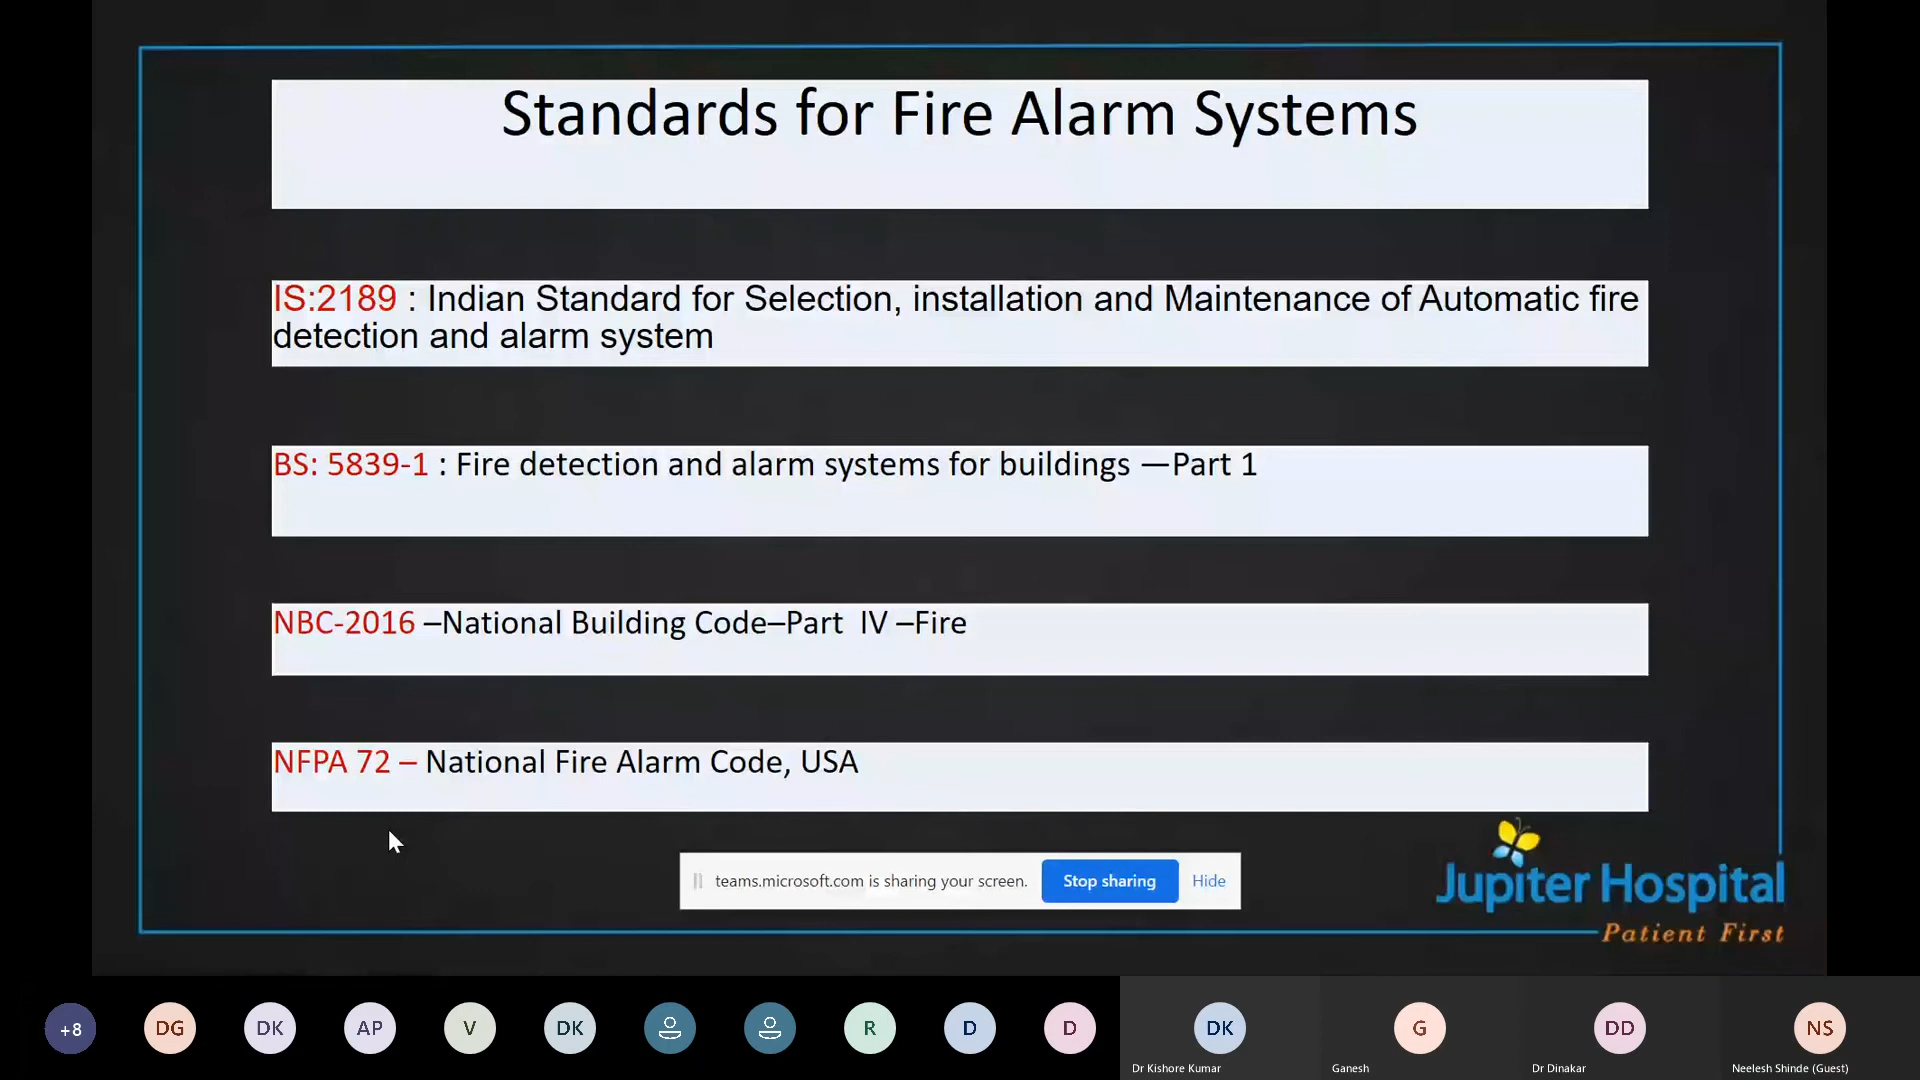 Standards for Fire Alarm Systems
IS:2189 : Indian Standard for Selection, installation and Maintenance of Automatic fire
detection and alarm system
BS: 5839-1 : Fire detection and alarm systems for buildings —Part 1
NBC-2016 –National Building Code–Part IV –Fire
NFPA 72 – National Fire Alarm Code, USA
teams.microsoft.com is sharing your screen. Stop sharing Hide
Jupiter Hospital
Patient First
+8 DG DK AP V DK R D D DK G DD NS
Dr Kishore Kumar Ganesh Dr Dinakar Neelesh Shinde (Guest)